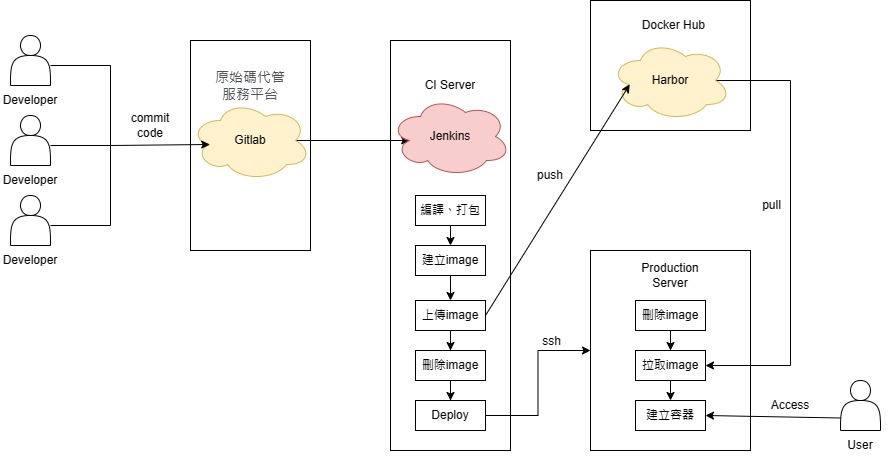 Developer
Developer
Developer
commit
code
原始碼代管
服務平台
Gitlab
CI Server
Jenkins
編譯、打包
建立image
上傳image
刪除image
Deploy
push
ssh
Docker Hub
Harbor
pull
Production
Server
刪除image
拉取image
建立容器
Access
User